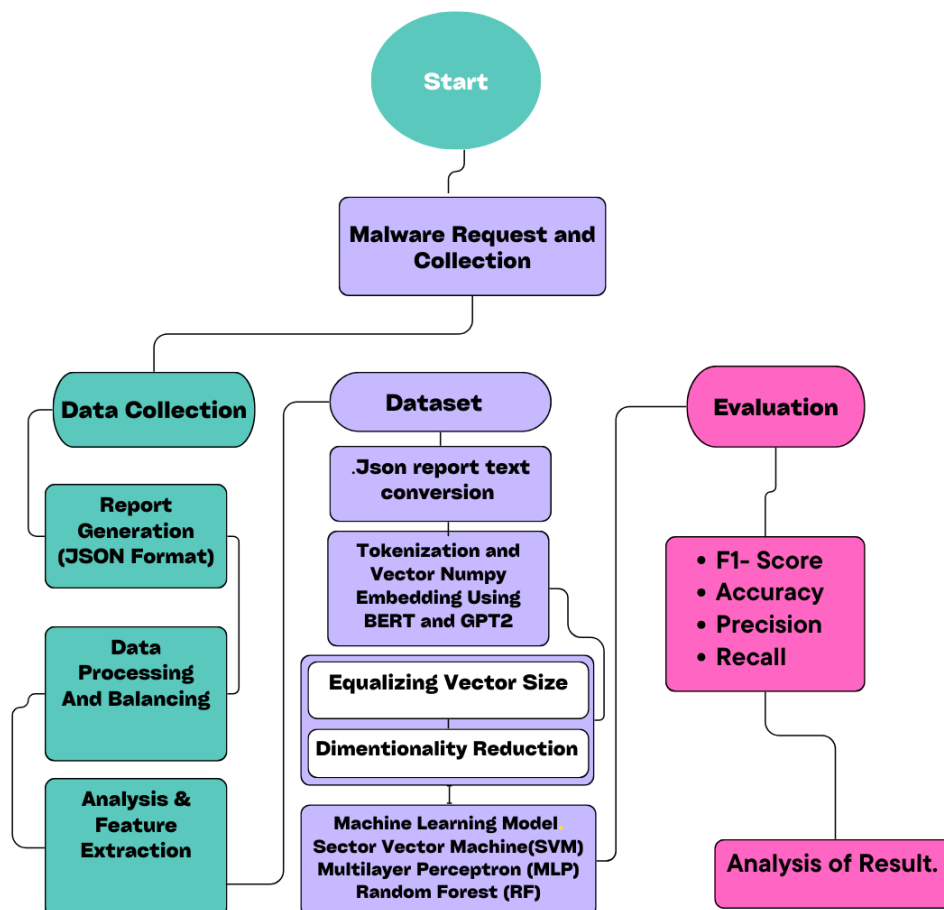 Start
Malware Request and
Collection
Data Collection
Report
Generation
(JSON Format)
Data
Processing
And Balancing
Analysis &
Feature
Extraction
Dataset
.Json report text
conversion
Tokenization and
Vector Numpy
Embedding Using
BERT and GPT2
Equalizing Vector Size
Dimentionality Reduction
Machine Learning Model.
Sector Vector Machine(SVM)
Multilayer Perceptron (MLP)
Random Forest (RF)
Evaluation
• F1- Score
• Accuracy
• Precision
• Recall
Analysis of Result.